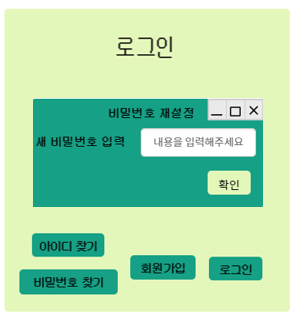 로그인
비밀번호 재설정
새 비밀번호 입력
내용을 입력해주세요
확인
아이디 찾기
비밀번호 찾기
회원가입
로그인